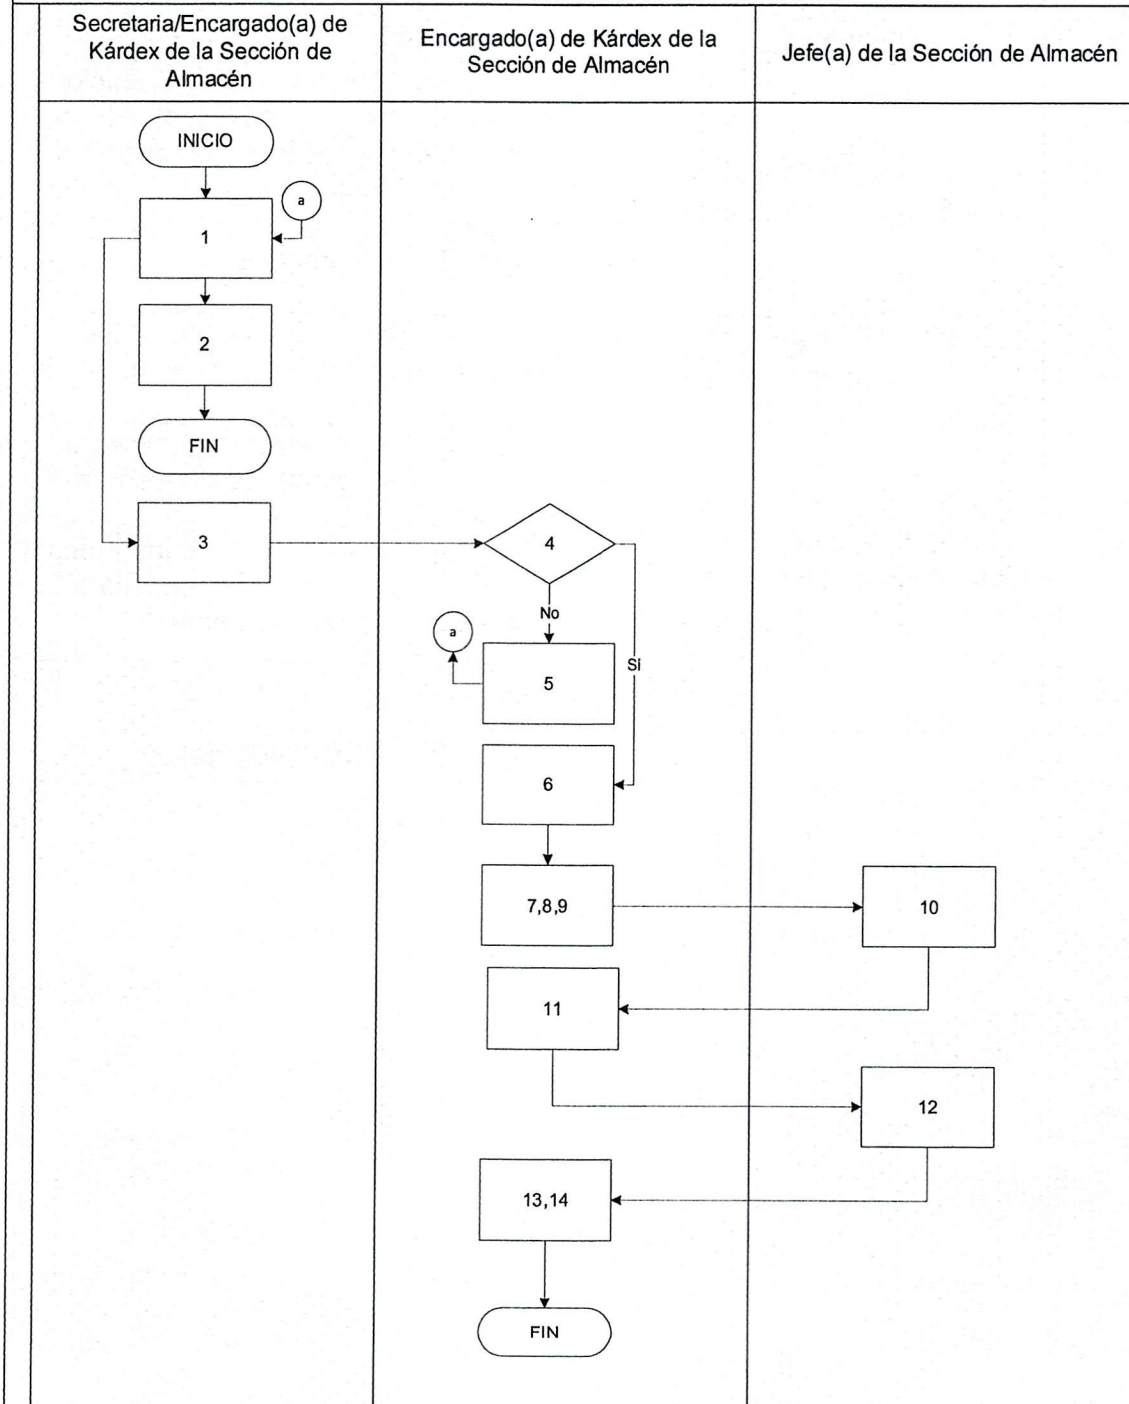 Secretaria/Encargado(a) de
Kárdex de la Sección de
Almacén
Encargado(a) de Kárdex de la
Sección de Almacén
Jefe(a) de la Sección de Almacén
INICIO
a
1
2
FIN
3
4
No
a
Sí
5
6
7,8,9
10
11
12
13,14
FIN